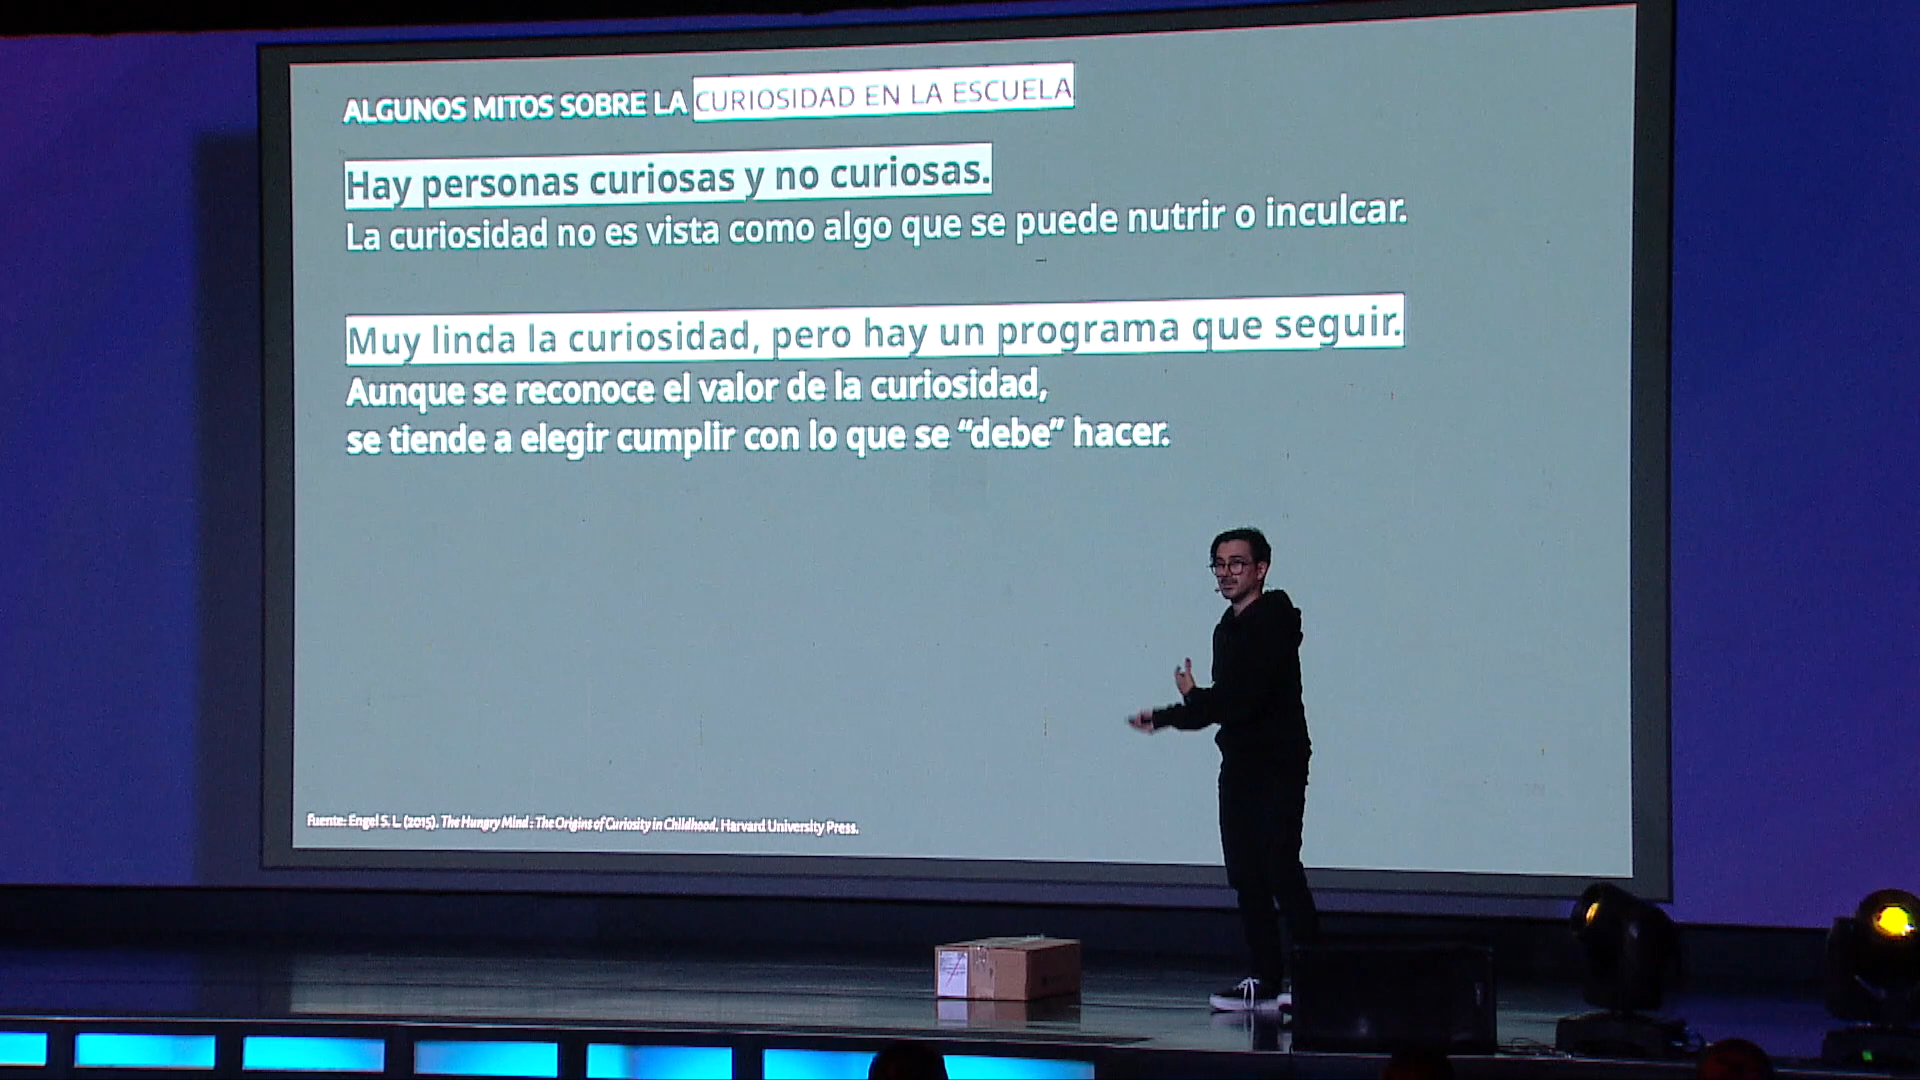 ALGUNOS MITOS SOBRE LA CURIOSIDAD EN LA ESCUELA
Hay personas curiosas y no curiosas.
La curiosidad no es vista como algo que se puede nutrir o inculcar.
Muy linda la curiosidad, pero hay un programa que seguir.
Aunque se reconoce el valor de la curiosidad,
se tiende a elegir cumplir con lo que se “debe” hacer.
Fuente: Engel S. L. (2015). The Hungry Mind: The Origins of Curiosity in Childhood, Harvard University Press.